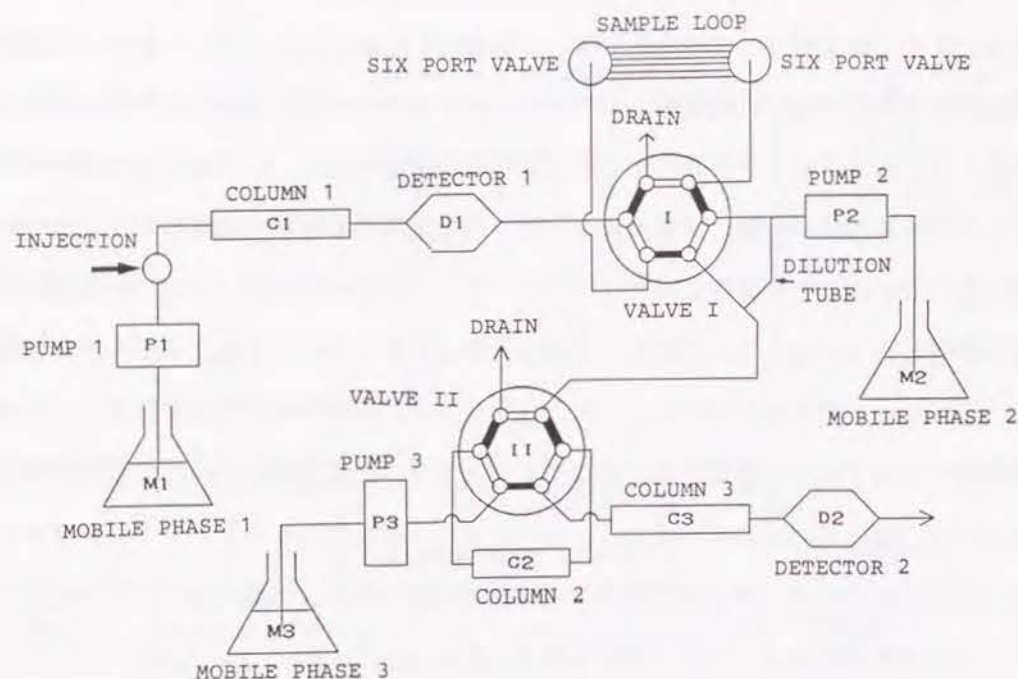 SAMPLE LOOP
SIX PORT VALVE
SIX PORT VALVE
DRAIN
COLUMN 1
DETECTOR 1
PUMP 2
C1
D1
I
P2
INJECTION
DILUTION
TUBE
VALVE I
PUMP 1
P1
DRAIN
VALVE II
M2
MOBILE PHASE 2
II
PUMP 3
M1
COLUMN 3
MOBILE PHASE 1
P3
C3
D2
C2
DETECTOR 2
COLUMN 2
M3
MOBILE PHASE 3